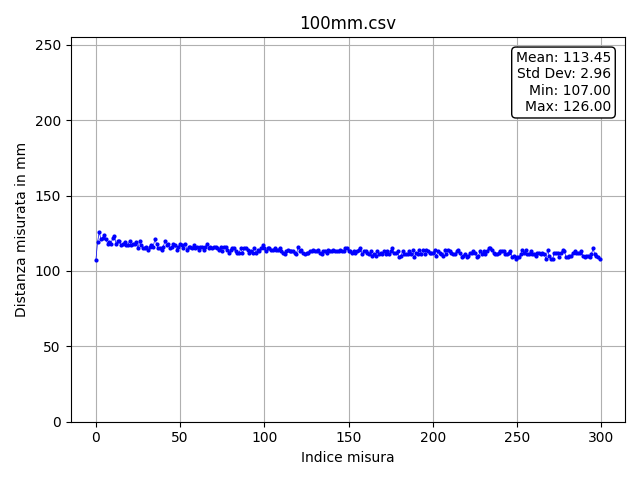 100mm.csv
Mean: 113.45
Std Dev: 2.96
Min: 107.00
Max: 126.00
Distanza misurata in mm
250
200
150
100
50
0
0 50 100 150 200 250 300
Indice misura